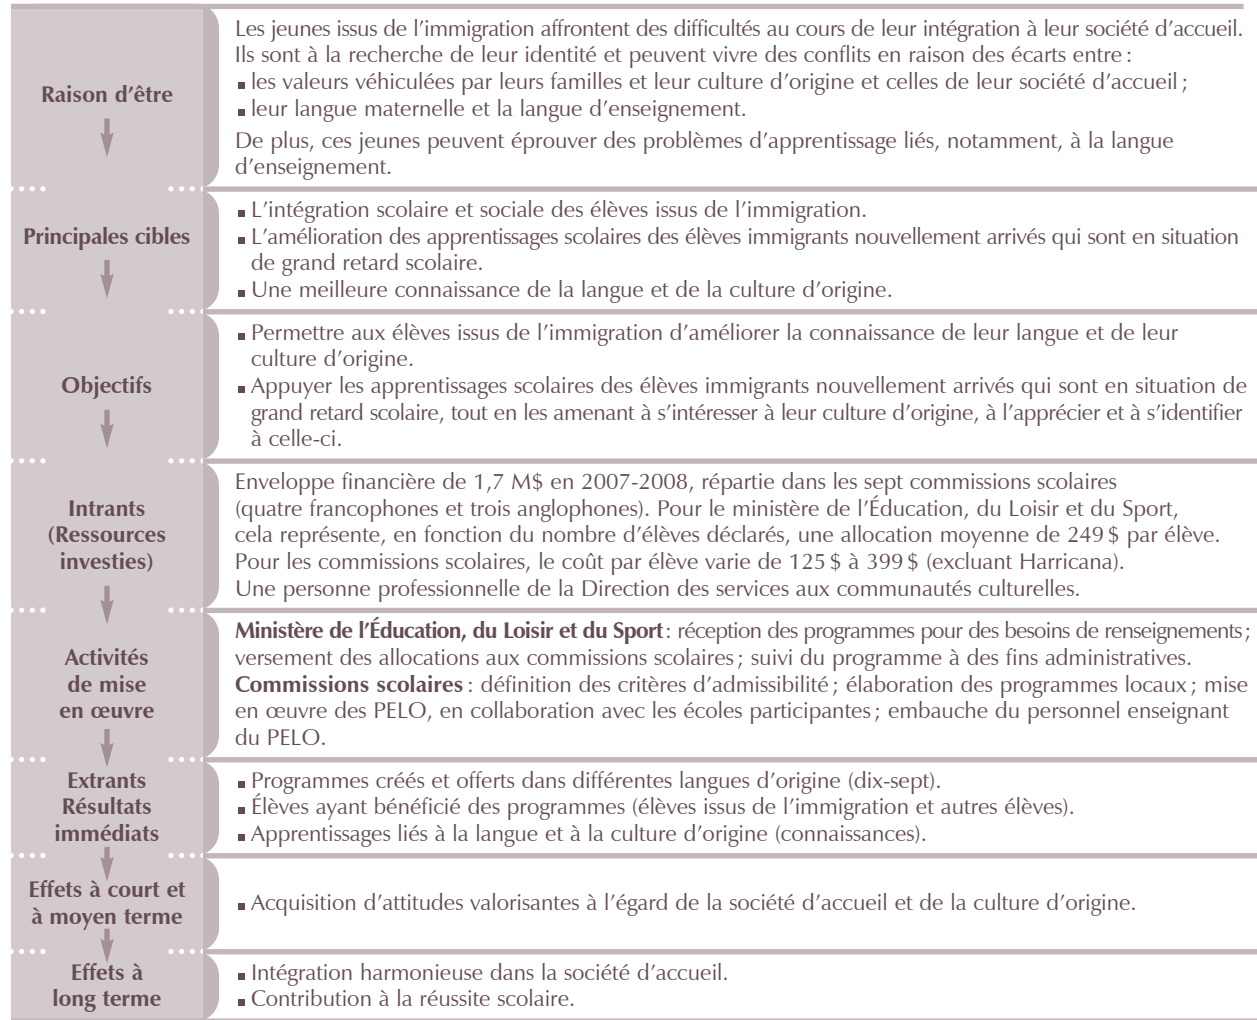 Raison d'être
Les jeunes issus de l'immigration affrontent des difficultés au cours de leur intégration à leur société d'accueil.
Ils sont à la recherche de leur identité et peuvent vivre des conflits en raison des écarts entre :
▪ les valeurs véhiculées par leurs familles et leur culture d'origine et celles de leur société d'accueil ;
▪ leur langue maternelle et la langue d'enseignement.
De plus, ces jeunes peuvent éprouver des problèmes d'apprentissage liés, notamment, à la langue
d'enseignement.
Principales cibles
▪ L'intégration scolaire et sociale des élèves issus de l'immigration.
▪ L'amélioration des apprentissages scolaires des élèves immigrants nouvellement arrivés qui sont en situation
de grand retard scolaire.
▪ Une meilleure connaissance de la langue et de la culture d'origine.
Objectifs
▪ Permettre aux élèves issus de l'immigration d'améliorer la connaissance de leur langue et de leur
culture d'origine.
▪ Appuyer les apprentissages scolaires des élèves immigrants nouvellement arrivés qui sont en situation de
grand retard scolaire, tout en les amenant à s'intéresser à leur culture d'origine, à l'apprécier et à s'identifier
à celle-ci.
Intrants
(Ressources
investies)
Enveloppe financière de 1,7 M$ en 2007-2008, répartie dans les sept commissions scolaires
(quatre francophones et trois anglophones). Pour le ministère de l'Éducation, du Loisir et du Sport,
cela représente, en fonction du nombre d'élèves déclarés, une allocation moyenne de 249 $ par élève.
Pour les commissions scolaires, le coût par élève varie de 125 $ à 399 $ (excluant Harricana).
Une personne professionnelle de la Direction des services aux communautés culturelles.
Activités
de mise
en œuvre
Ministère de l'Éducation, du Loisir et du Sport : réception des programmes pour des besoins de renseignements ;
versement des allocations aux commissions scolaires ; suivi du programme à des fins administratives.
Commissions scolaires : définition des critères d'admissibilité ; élaboration des programmes locaux ; mise
en œuvre des PELO, en collaboration avec les écoles participantes ; embauche du personnel enseignant
du PELO.
Extrants
Résultats
immédiats
▪ Programmes créés et offerts dans différentes langues d'origine (dix-sept).
▪ Élèves ayant bénéficié des programmes (élèves issus de l'immigration et autres élèves).
▪ Apprentissages liés à la langue et à la culture d'origine (connaissances).
Effets à court et
à moyen terme
▪ Acquisition d'attitudes valorisantes à l'égard de la société d'accueil et de la culture d'origine.
Effets à
long terme
▪ Intégration harmonieuse dans la société d'accueil.
▪ Contribution à la réussite scolaire.